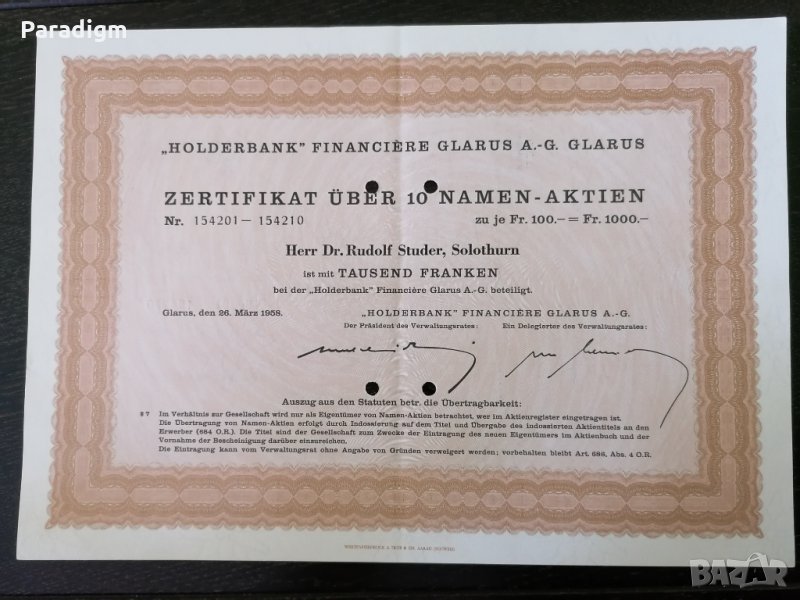 Paradigm
„HOLDERBANK” FINANCIÈRE GLARUS A.-G. GLARUS
ZERTIFIKAT ÜBER 10 NAMEN-AKTIEN
Nr. 154201 — 154210 zu je Fr. 100.— = Fr. 1000.—
Herr Dr. Rudolf Studer, Solothurn
ist mit TAUSEND FRANKEN
bei der „Holderbank” Financière Glarus A.-G. beteiligt.
Glarus, den 26. März 1958. „HOLDERBANK” FINANCIÈRE GLARUS A.-G.
Der Präsident des Verwaltungsrates: Ein Delegierter des Verwaltungsrates:
Auszug aus den Statuten betr. die Übertragbarkeit:
§ 7 Im Verhältnis zur Gesellschaft wird nur als Eigentümer von Namen-Aktien betrachtet, wer im Aktienregister eingetragen ist.
Die Übertragung von Namen-Aktien erfolgt durch Indossierung auf dem Titel und Übergabe des indossierten Aktientitels an den
Erwerber (684 O.R.). Die Titel sind der Gesellschaft zum Zwecke der Eintragung des neuen Eigentümers im Aktienbuch und der
Vornahme der Bescheinigung darüber einzureichen.
Die Eintragung kann vom Verwaltungsrat ohne Angabe von Gründen verweigert werden; vorbehalten bleibt Art. 686, Abs. 4 O.R.
BAZAR